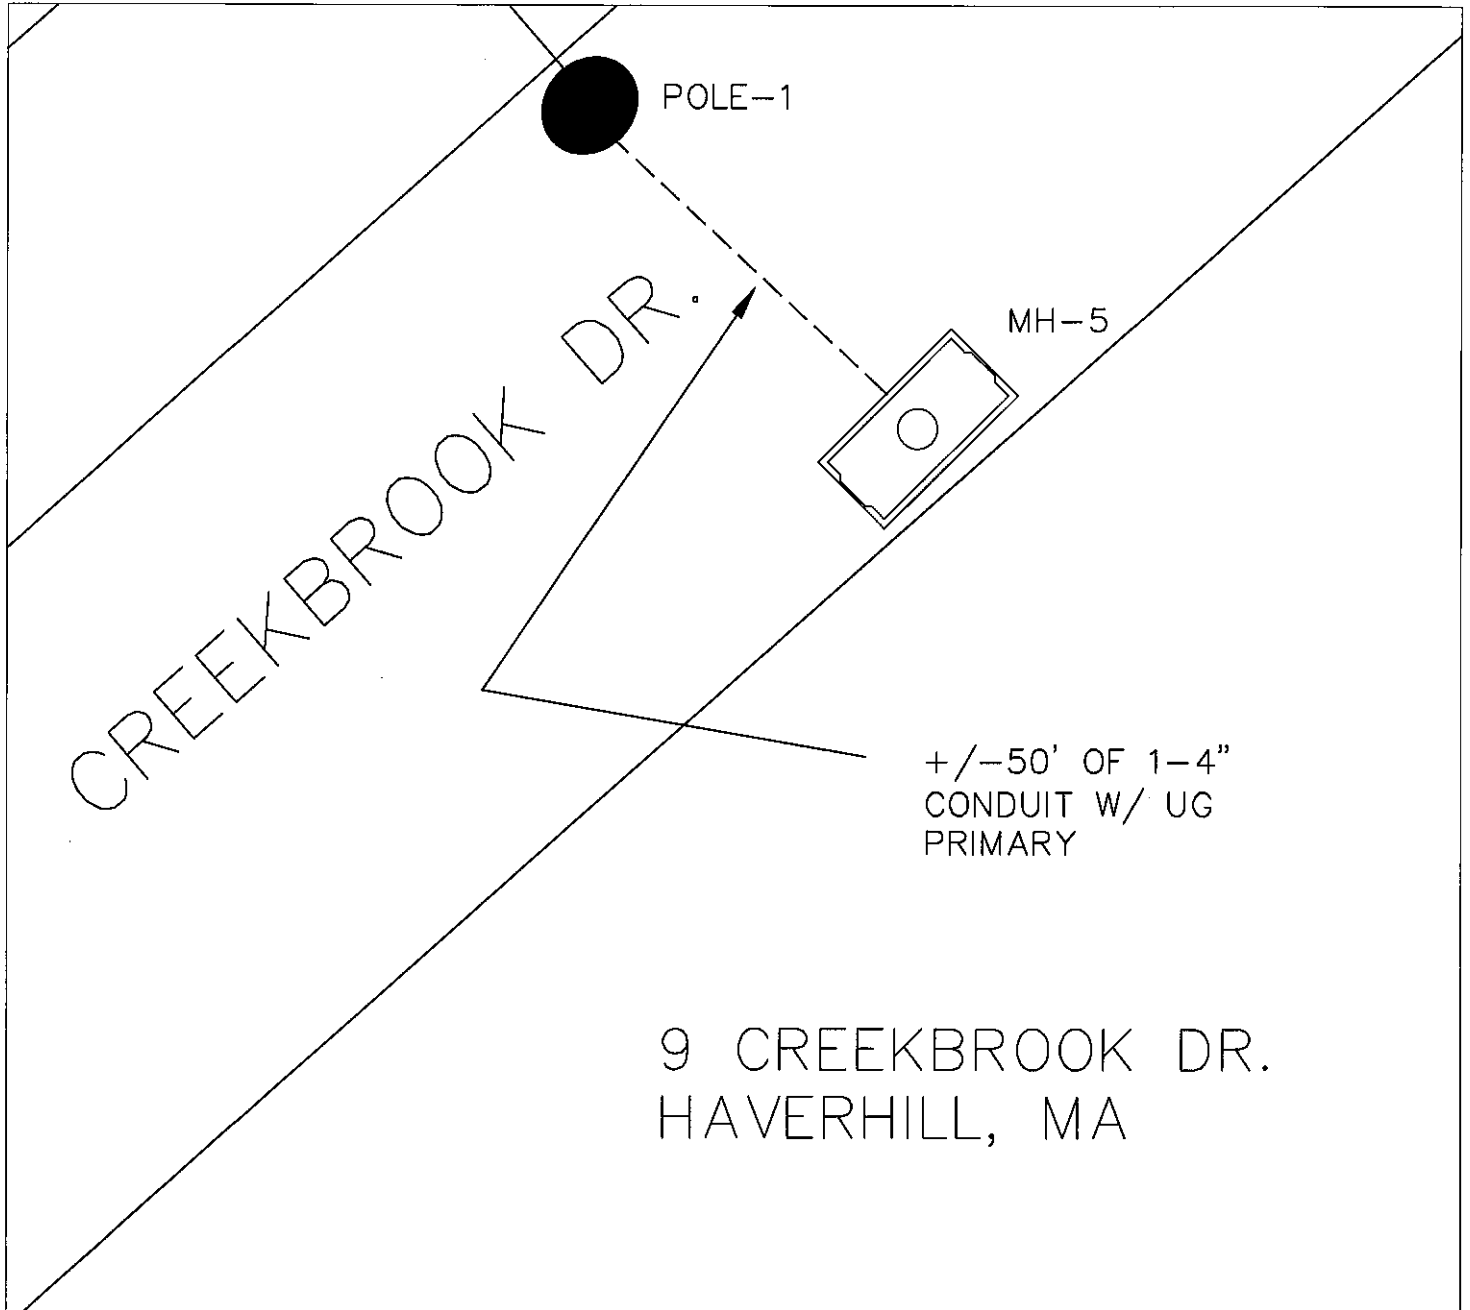 POLE-1
MH-5
CREEKBROOK DR.
+/-50' OF 1-4"
CONDUIT W/ UG
PRIMARY
9 CREEKBROOK DR.
HAVERHILL, MA